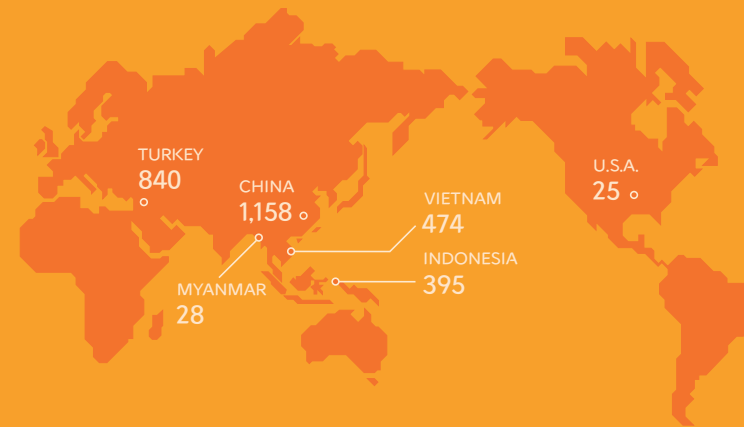 TURKEY
840
CHINA
1,158
U.S.A.
25
VIETNAM
474
INDONESIA
395
MYANMAR
28